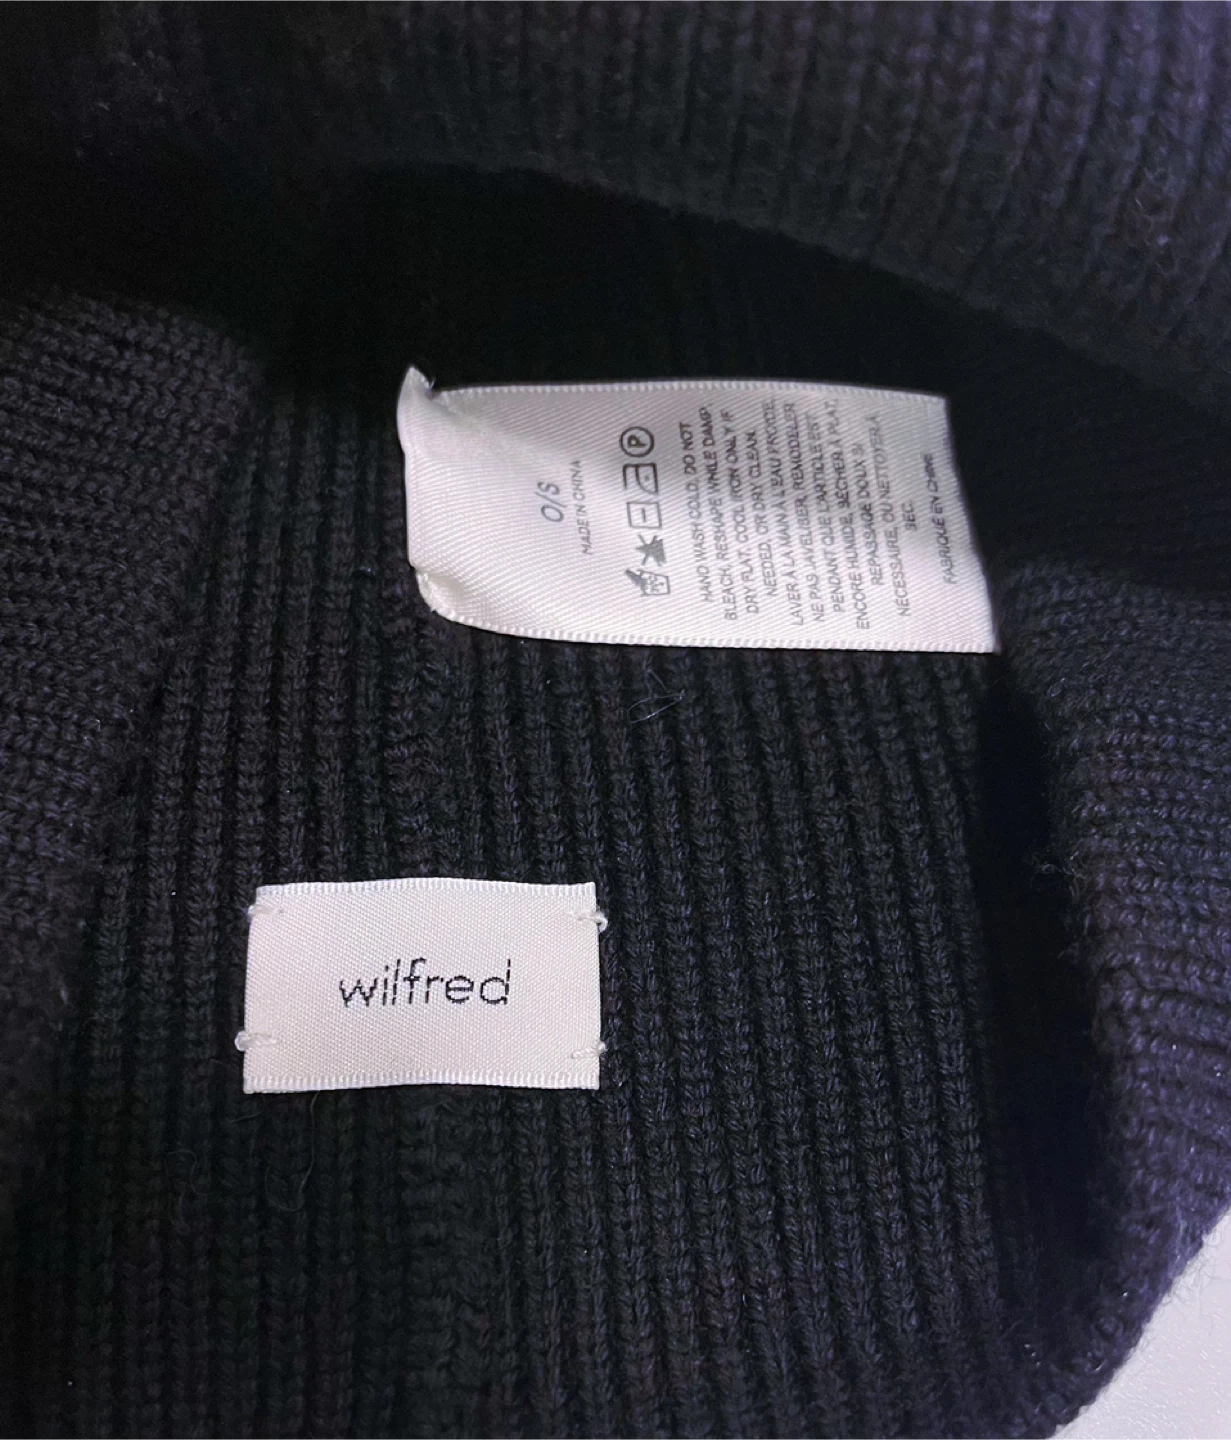 O/S
MADE IN CHINA
P
HAND WASH COLD, DO NOT
BLEACH, RESHAPE WHILE DAMP,
DRY FLAT, COOL IRON ONLY IF
NEEDED, OR DRY CLEAN.
LAVER À LA MAIN À L'EAU FROIDE,
NE PAS JAVELISER, REMODELER
PENDANT QUE L'ARTICLE EST
ENCORE HUMIDE, SÉCHER À PLAT,
REPASSAGE DOUX SI
NÉCESSAIRE, OU NETTOYER À
SEC.
FABRIQUÉ EN CHINE
wilfred